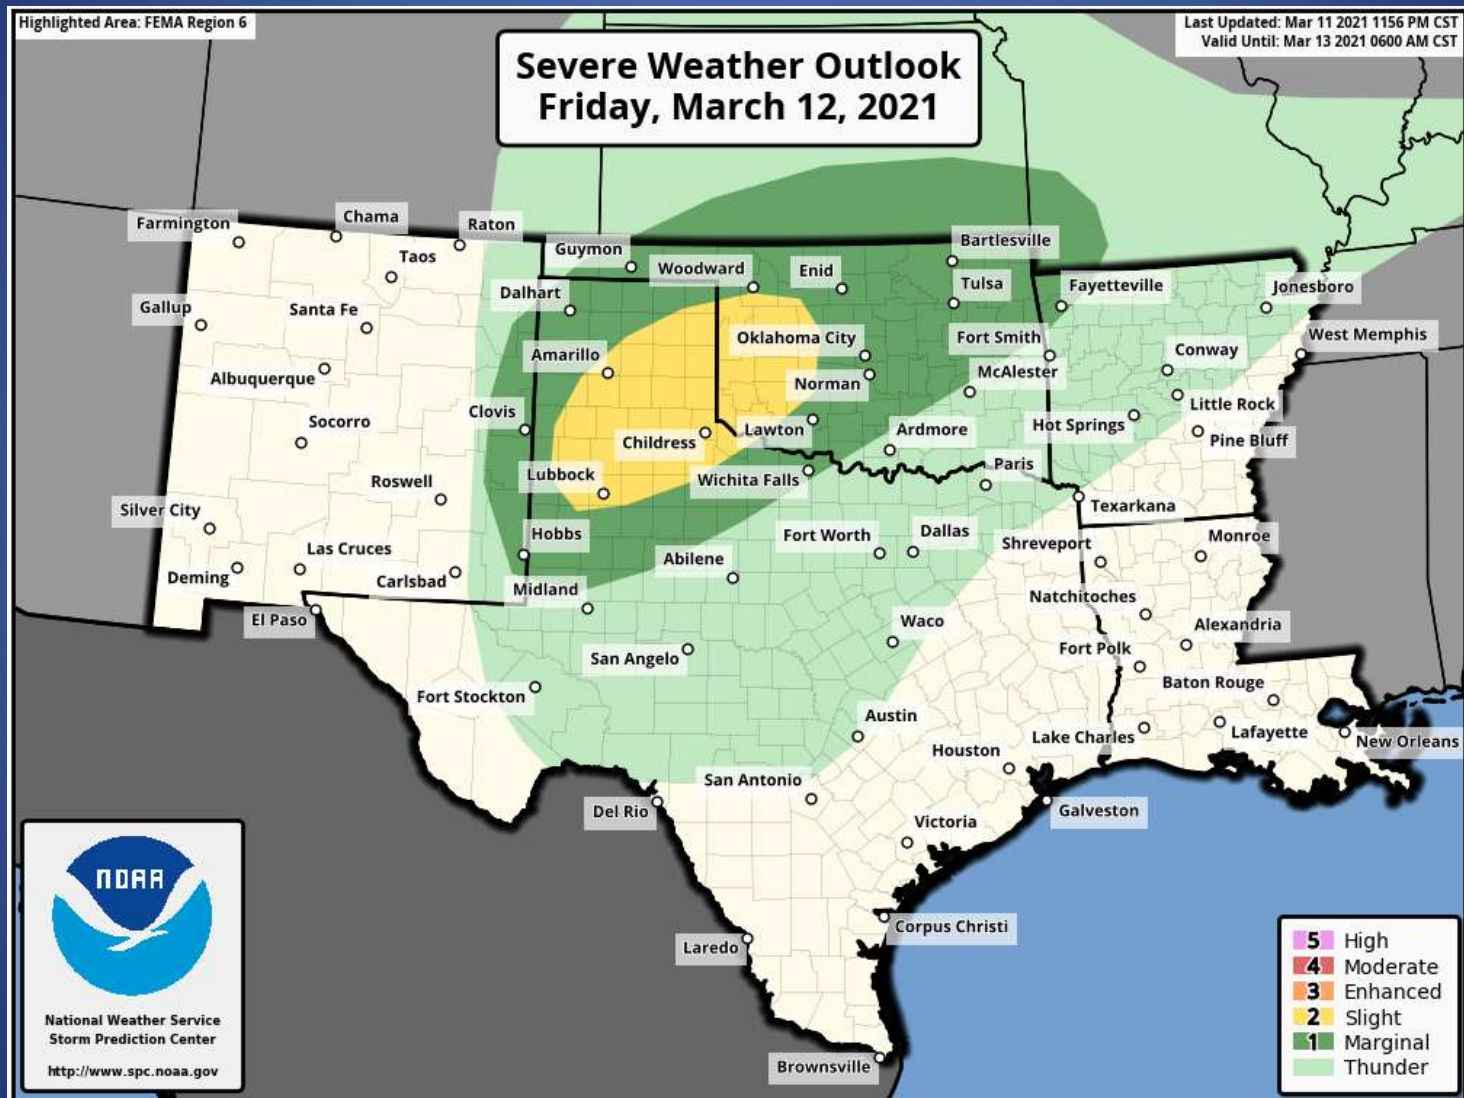 Highlighted Area: FEMA Region 6
Last Updated: Mar 11 2021 1156 PM CST
Valid Until: Mar 13 2021 0600 AM CST
Severe Weather Outlook
Friday, March 12, 2021
Farmington
Chama
Raton
Taos
Guymon
Woodward
Enid
Bartlesville
Tulsa
Dalhart
Fayetteville
Jonesboro
Gallup
Santa Fe
Oklahoma City
Fort Smith
West Memphis
Amarillo
Conway
McAlester
Albuquerque
Norman
Clovis
Socorro
Little Rock
Childress
Lawton
Ardmore
Hot Springs
Pine Bluff
Lubbock
Wichita Falls
Paris
Roswell
Texarkana
Silver City
Hobbs
Fort Worth
Dallas
Shreveport
Monroe
Las Cruces
Abilene
Deming
Carlsbad
Midland
Natchitoches
El Paso
Waco
Alexandria
San Angelo
Fort Polk
Fort Stockton
Baton Rouge
Austin
Houston
Lake Charles
Lafayette
New Orleans
San Antonio
Del Rio
Galveston
Victoria
Corpus Christi
Laredo
Brownsville
NOAA
National Weather Service
Storm Prediction Center
http://www.spc.noaa.gov
5 High
4 Moderate
3 Enhanced
2 Slight
1 Marginal
Thunder